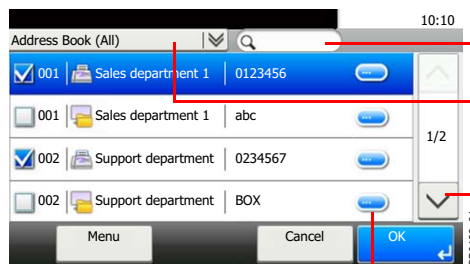 10:10
Address Book (All)
001 Sales department 1 0123456
001 Sales department 1 abc
1/2
002 Support department 0234567
002 Support department BOX
Menu Cancel OK